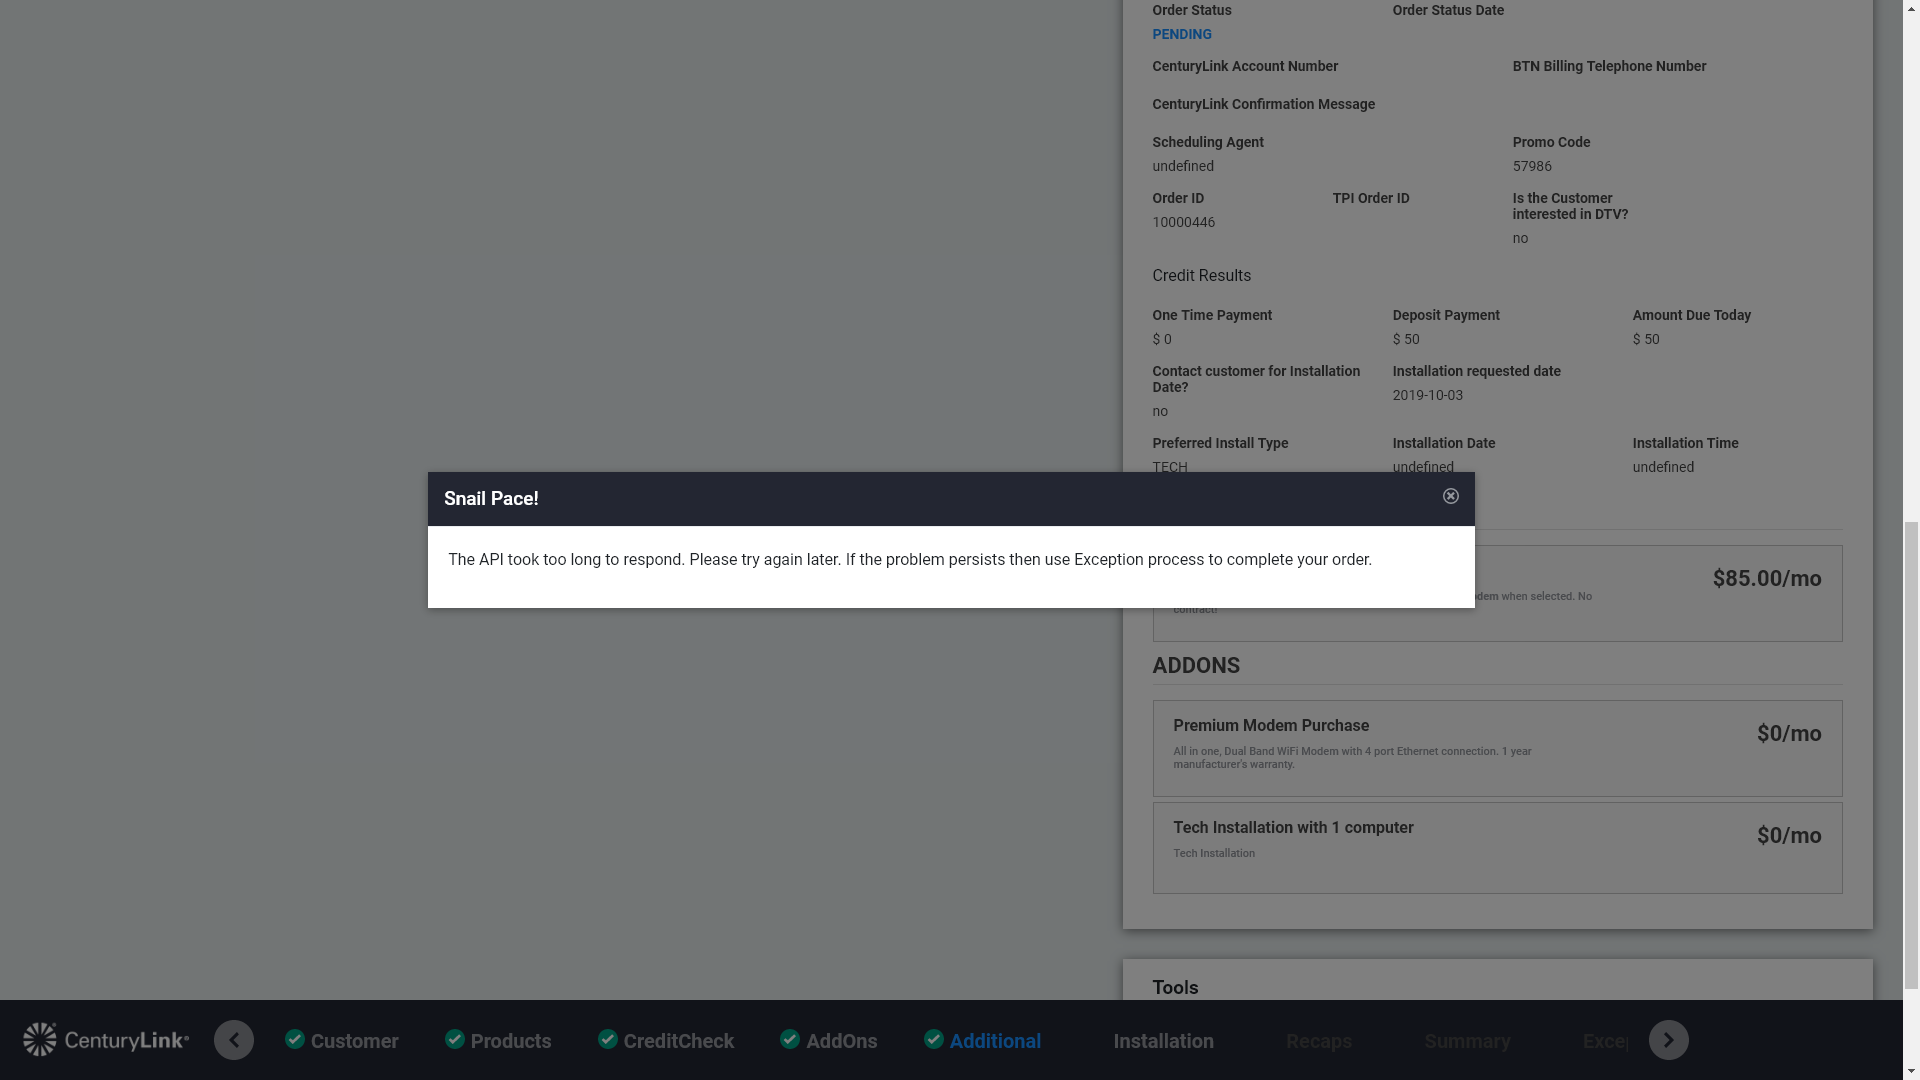 Order Status Order Status Date
PENDING
CenturyLink Account Number BTN Billing Telephone Number
CenturyLink Confirmation Message
Scheduling Agent Promo Code
undefined 57986
Order ID TPI Order ID Is the Customer
interested in DTV?
10000446
no
Credit Results
One Time Payment Deposit Payment Amount Due Today
$ 0 $ 50 $ 50
Contact customer for Installation Installation requested date
Date?
2019-10-03
no
Preferred Install Type Installation Date Installation Time
TECH undefined undefined
Snail Pace!
The API took too long to respond. Please try again later. If the problem persists then use Exception process to complete your order.
$85.00/mo
when selected. No
contract!
ADDONS
Premium Modem Purchase
$0/mo
All in one, Dual Band WiFi Modem with 4 port Ethernet connection. 1 year
manufacturer's warranty.
Tech Installation with 1 computer
$0/mo
Tech Installation
Tools
CenturyLink Customer Products CreditCheck AddOns Additional Installation Recaps Summary